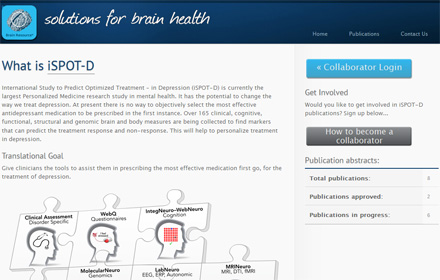 Brain Resource
solutions for brain health
Home
Publications
Contact Us
What is iSPOT-D
International Study to Predict Optimized Treatment - in Depression (iSPOT-D) is currently the
largest Personalized Medicine research study in mental health. It has the potential to change the
way we treat depression. At present there is no way to objectively select the most effective
antidepressant medication to be prescribed in the first instance. Over 165 clinical, cognitive,
functional, structural and genomic brain and body measures are being collected to find markers
that can predict the treatment response and non-response. This will help to personalize treatment
in depression.
Translational Goal
Give clinicians the tools to assist them in prescribing the most effective medication first go, for the
treatment of depression.
Clinical Assessment
Disorder Specific
WebQ
Questionnaires
IntegNeuro-WebNeuro
Cognition
MolecularNeuro
Genomics
LabNeuro
EEG, ERP, Autonomic
MRINeuro
MRI, DTI, fMRI
« Collaborator Login
Get Involved
Would you like to get involved in iSPOT-D
publications? Sign up below...
How to become a
collaborator
Publication abstracts:
Total publications: 8
Publications approved: 2
Publications in progress: 6